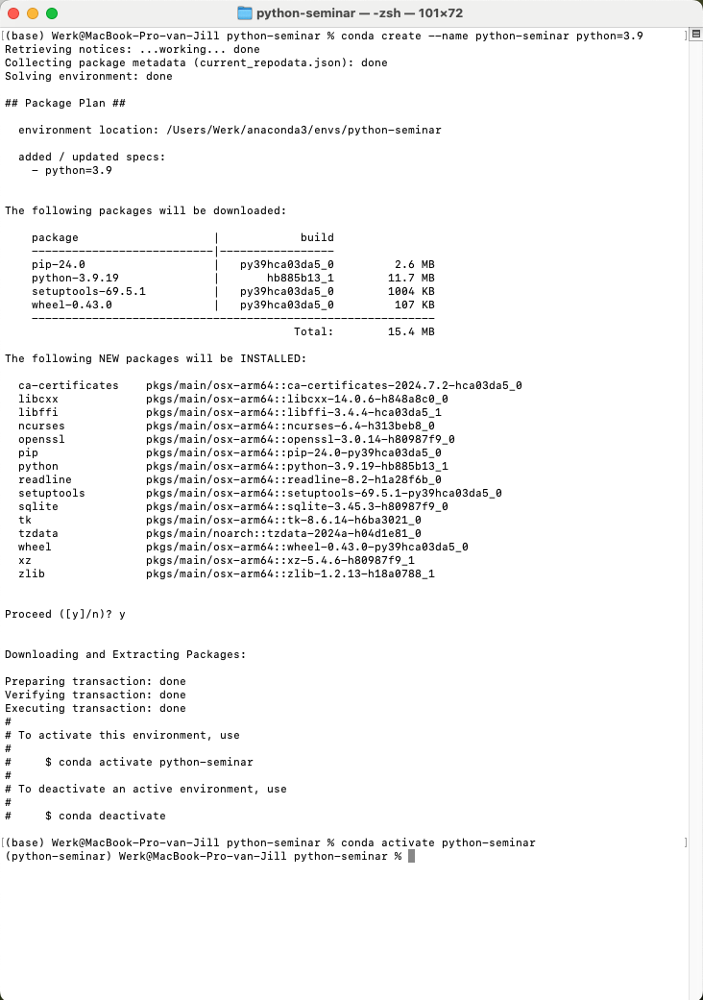 python-seminar — -zsh — 101×72
(base) Werk@MacBook-Pro-van-Jill python-seminar % conda create --name python-seminar python=3.9
Retrieving notices: ...working... done
Collecting package metadata (current_repodata.json): done
Solving environment: done
## Package Plan ##
environment location: /Users/Werk/anaconda3/envs/python-seminar
added / updated specs:
- python=3.9
The following packages will be downloaded:
package | build
---------------------------|-----------------
pip-24.0 | py39hca03da5_0 2.6 MB
python-3.9.19 | hb885b13_1 11.7 MB
setuptools-69.5.1 | py39hca03da5_0 1004 KB
wheel-0.43.0 | py39hca03da5_0 107 KB
------------------------------------------------------------
Total: 15.4 MB
The following NEW packages will be INSTALLED:
ca-certificates pkgs/main/osx-arm64::ca-certificates-2024.7.2-hca03da5_0
libcxx pkgs/main/osx-arm64::libcxx-14.0.6-h848a8c0_0
libffi pkgs/main/osx-arm64::libffi-3.4.4-hca03da5_1
ncurses pkgs/main/osx-arm64::ncurses-6.4-h313beb8_0
openssl pkgs/main/osx-arm64::openssl-3.0.14-h80987f9_0
pip pkgs/main/osx-arm64::pip-24.0-py39hca03da5_0
python pkgs/main/osx-arm64::python-3.9.19-hb885b13_1
readline pkgs/main/osx-arm64::readline-8.2-h1a28f6b_0
setuptools pkgs/main/osx-arm64::setuptools-69.5.1-py39hca03da5_0
sqlite pkgs/main/osx-arm64::sqlite-3.45.3-h80987f9_0
tk pkgs/main/osx-arm64::tk-8.6.14-h6ba3021_0
tzdata pkgs/main/noarch::tzdata-2024a-h04d1e81_0
wheel pkgs/main/osx-arm64::wheel-0.43.0-py39hca03da5_0
xz pkgs/main/osx-arm64::xz-5.4.6-h80987f9_1
zlib pkgs/main/osx-arm64::zlib-1.2.13-h18a0788_1
Proceed ([y]/n)? y
Downloading and Extracting Packages:
Preparing transaction: done
Verifying transaction: done
Executing transaction: done
#
# To activate this environment, use
#
# $ conda activate python-seminar
#
# To deactivate an active environment, use
#
# $ conda deactivate
(base) Werk@MacBook-Pro-van-Jill python-seminar % conda activate python-seminar
(python-seminar) Werk@MacBook-Pro-van-Jill python-seminar %